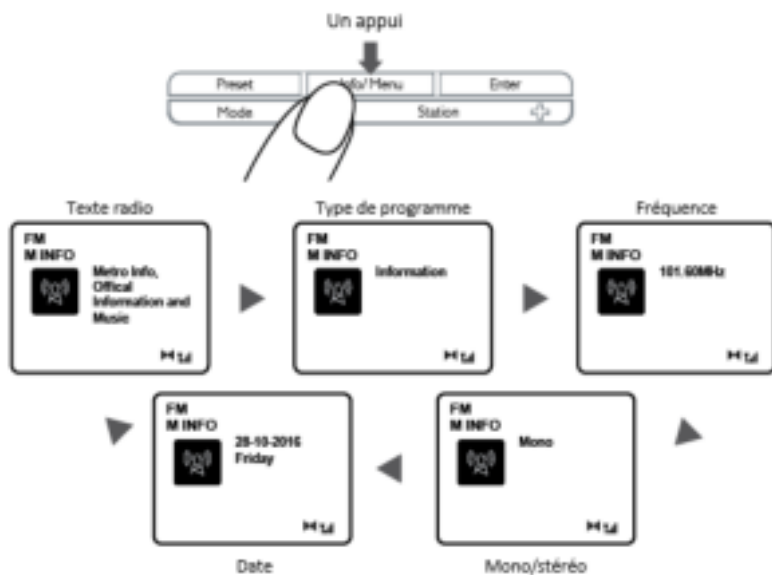 Un appui
Preset Info/Menu Enter
Mode Station
Texte radio
FM
M INFO
Metro Info,
Offical
Information and
Music
Type de programme
FM
M INFO
Information
Fréquence
FM
M INFO
101.60MHz
FM
M INFO
28-10-2016
Friday
Date
FM
M INFO
Mono
Mono/stéréo